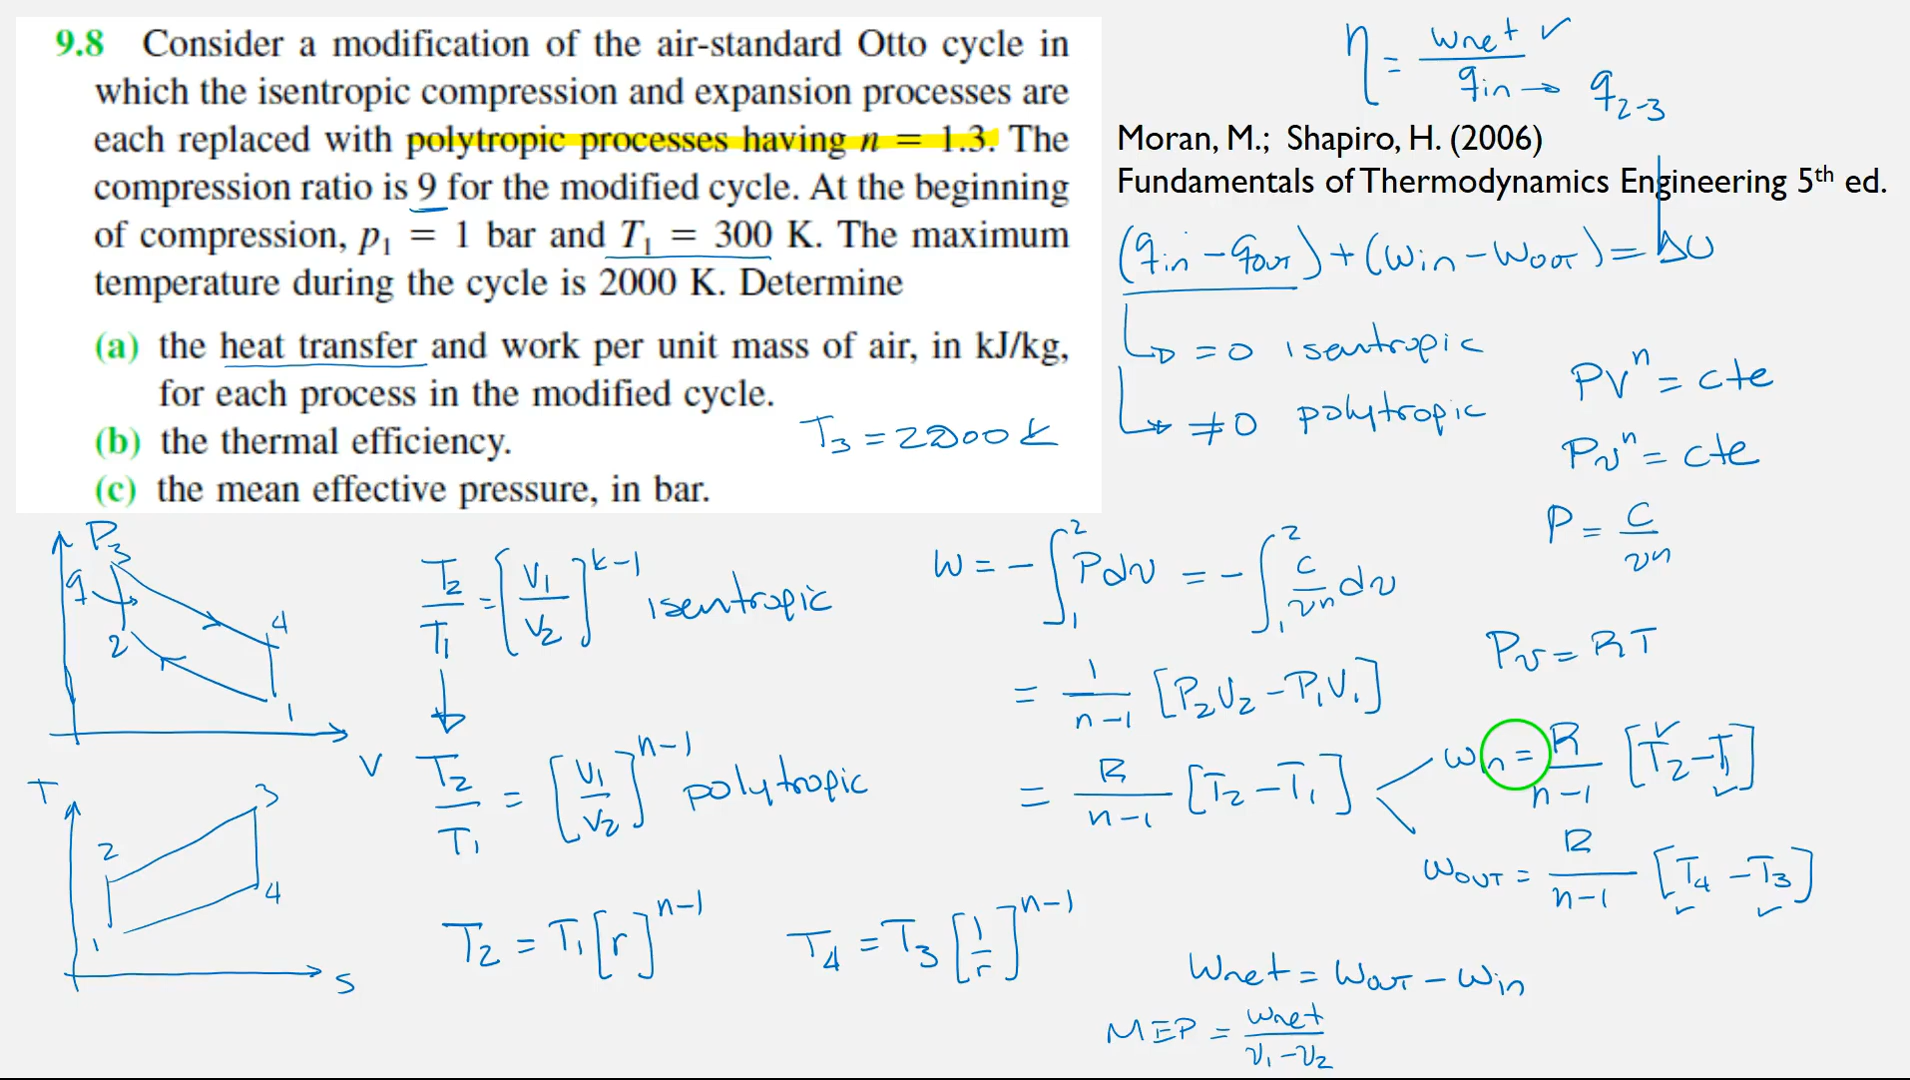 9.8 Consider a modification of the air-standard Otto cycle in
which the isentropic compression and expansion processes are
each replaced with polytropic processes having n = 1.3. The
compression ratio is 9 for the modified cycle. At the beginning
of compression, p₁ = 1 bar and T₁ = 300 K. The maximum
temperature during the cycle is 2000 K. Determine
(a) the heat transfer and work per unit mass of air, in kJ/kg,
for each process in the modified cycle.
(b) the thermal efficiency.
(c) the mean effective pressure, in bar.
T₃ = 2000 K
η = wnet / qin → q₂₋₃
Moran, M.; Shapiro, H. (2006)
Fundamentals of Thermodynamics Engineering 5th ed.
(qin − qout) + (win − wout) = ΔU
→ = 0 isentropic
→ ≠ 0 polytropic
PVⁿ = cte
Pvⁿ = cte
P = C / vⁿ
Pv = RT
P
3
q
2
4
1
V
T
3
2
4
1
S
T₂/T₁ = [V₁/V₂]^k−1 isentropic
T₂/T₁ = [V₁/V₂]^n−1 polytropic
T₂ = T₁ [r]^n−1
T₄ = T₃ [1/r]^n−1
W = − ∫₁² Pdv = − ∫₁² C/vⁿ dv
= 1/n−1 [P₂V₂ − P₁V₁]
= R/n−1 [T₂ − T₁]
win = R/n−1 [T₂ − T₁]
wout = R/n−1 [T₄ − T₃]
wnet = wout − win
MEP = wnet / v₁ − v₂